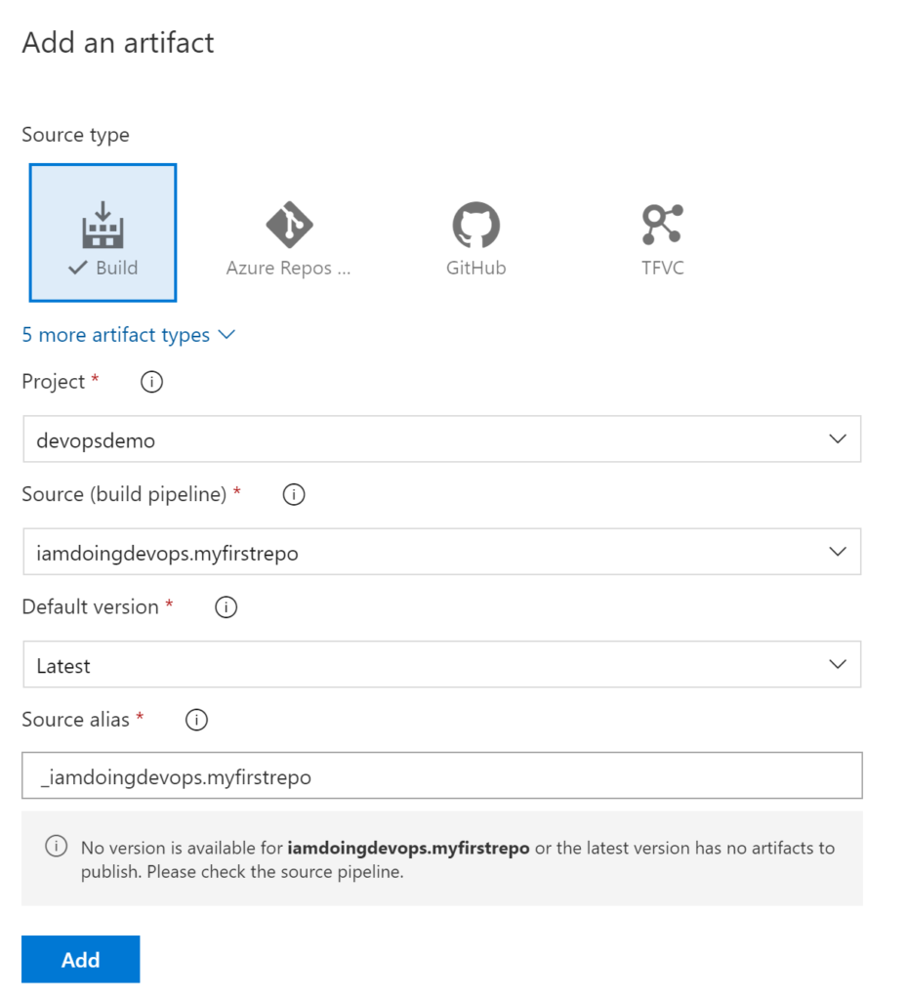 Add an artifact
Source type
Build
Azure Repos ...
GitHub
TFVC
5 more artifact types
Project *
devopsdemo
Source (build pipeline) *
iamdoingdevops.myfirstrepo
Default version *
Latest
Source alias *
_iamdoingdevops.myfirstrepo
No version is available for iamdoingdevops.myfirstrepo or the latest version has no artifacts to
publish. Please check the source pipeline.
Add